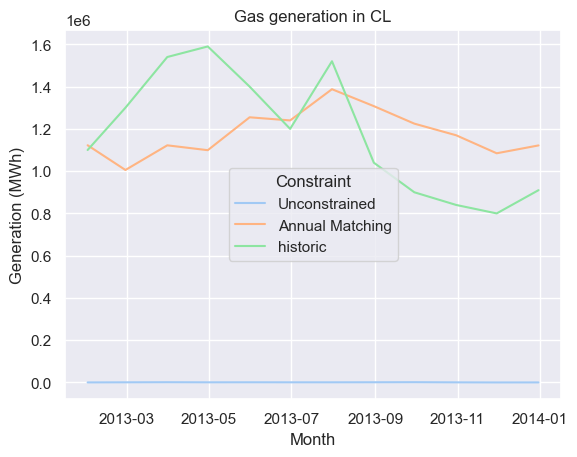 Gas generation in CL
1e6
1.6
1.4
1.2
1.0
0.8
0.6
0.4
0.2
0.0
Generation (MWh)
Constraint
Unconstrained
Annual Matching
historic
2013-03 2013-05 2013-07 2013-09 2013-11 2014-01
Month